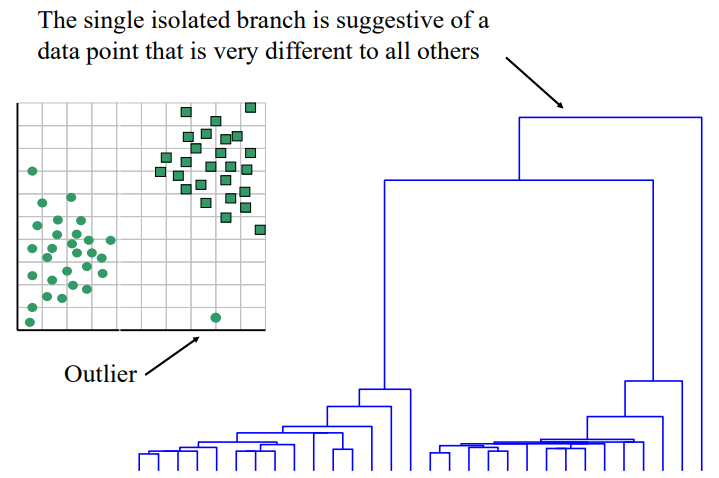 The single isolated branch is suggestive of a
data point that is very different to all others
Outlier